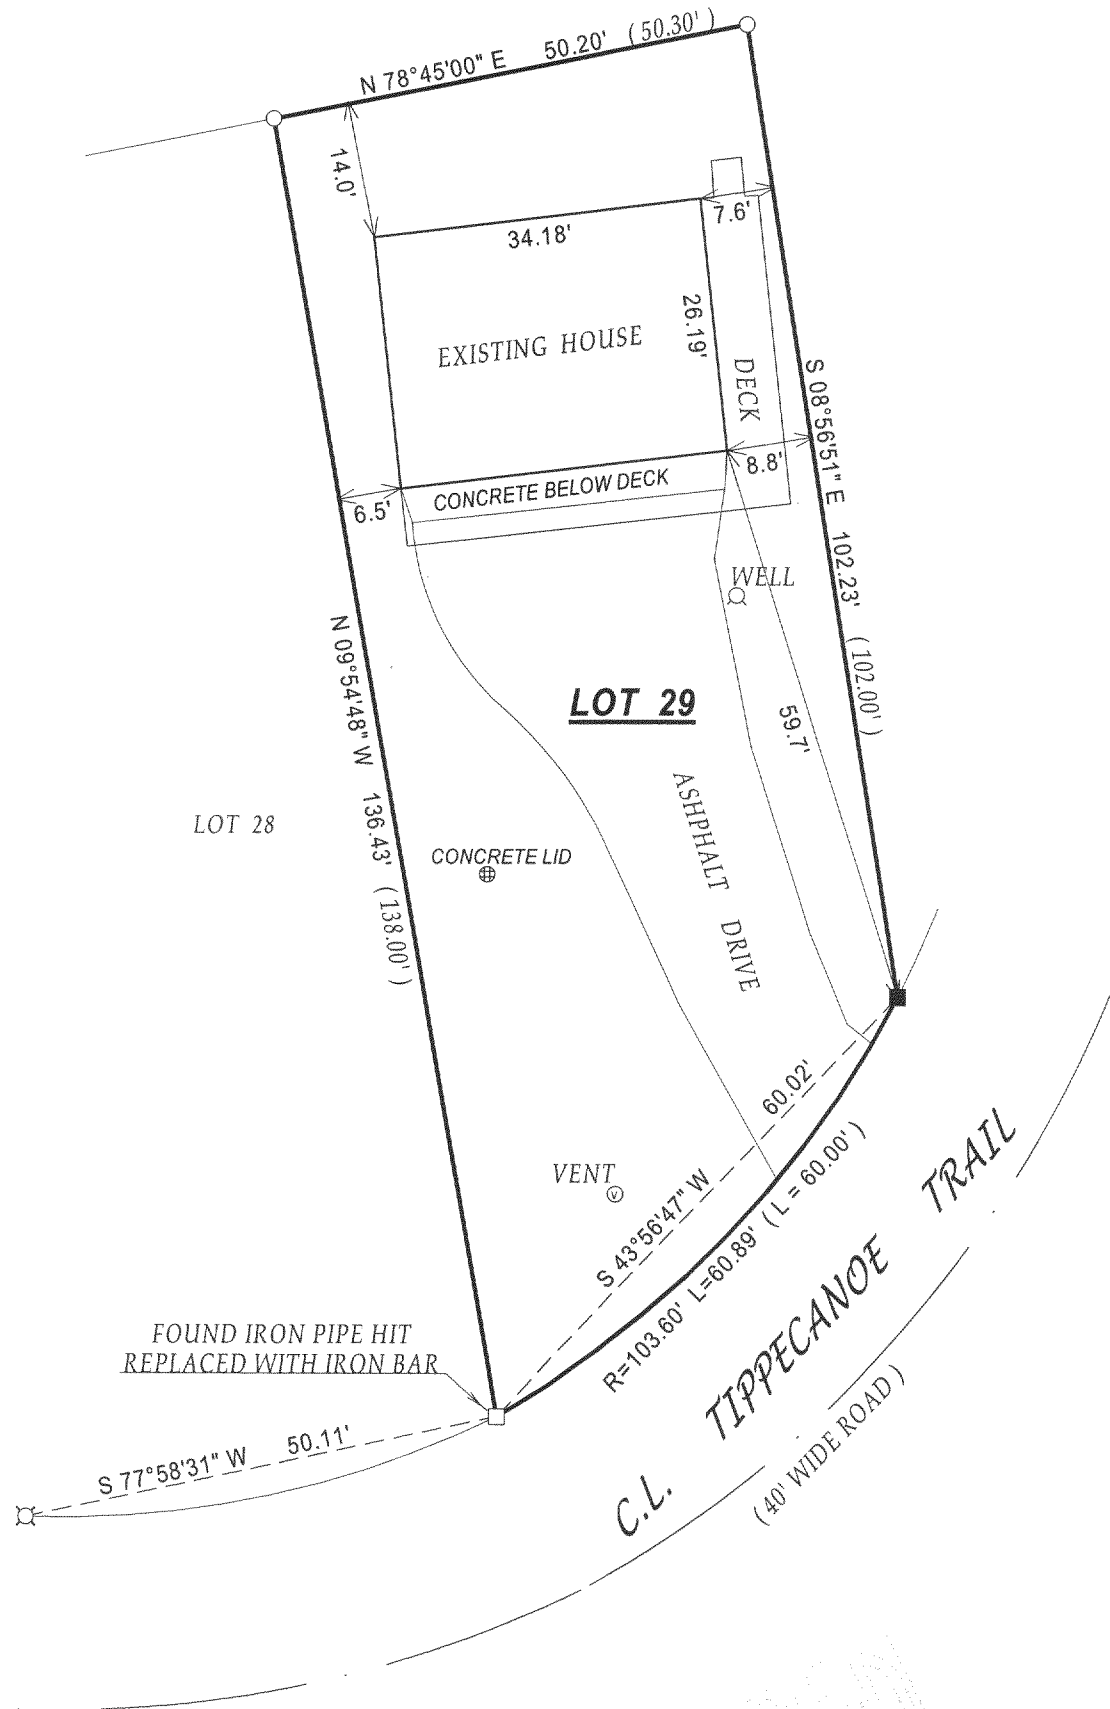 N 78°45'00" E 50.20' ( 50.30' )
14.0'
7.6'
34.18'
26.19'
EXISTING HOUSE
DECK
S 08°56'51" E 102.23' ( 102.00' )
8.8'
CONCRETE BELOW DECK
6.5'
WELL
N 09°54'48" W 136.43' ( 138.00' )
LOT 29
59.7'
ASHPHALT DRIVE
LOT 28
CONCRETE LID
60.02'
S 43°56'47" W
VENT
V
R=103.60' L=60.89' ( L = 60.00' )
C.L. TIPPECANOE TRAIL
( 40' WIDE ROAD )
FOUND IRON PIPE HIT
REPLACED WITH IRON BAR
S 77°58'31" W 50.11'